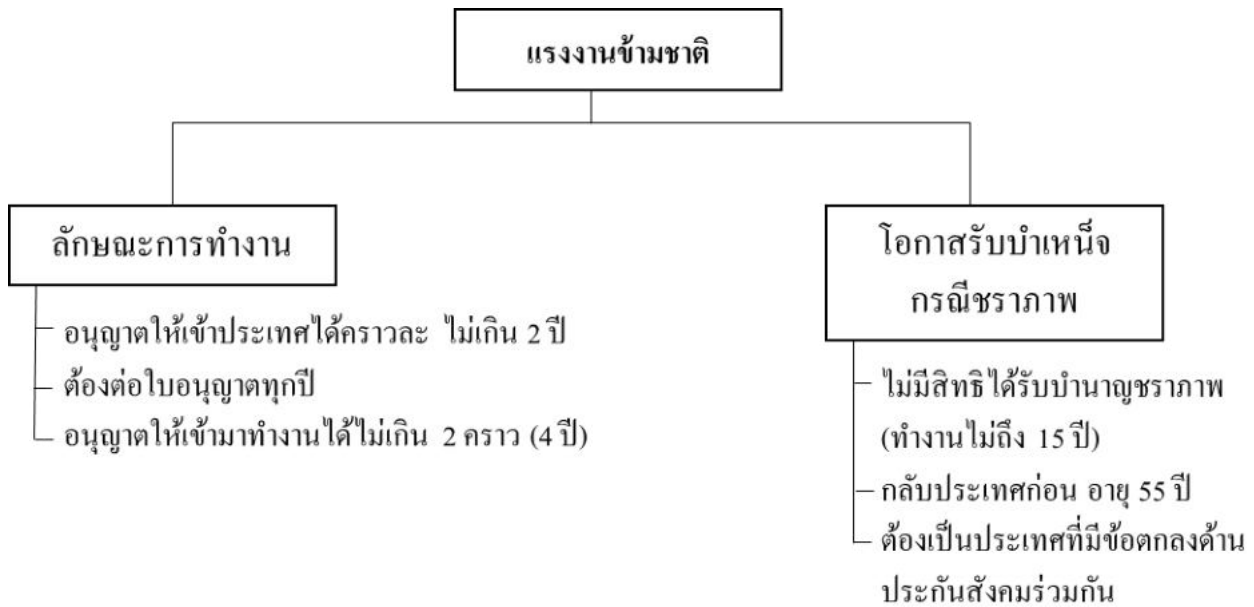 แรงงานข้ามชาติ
ลักษณะการทำงาน
อนุญาตให้เข้าประเทศได้คราวละ ไม่เกิน 2 ปี
ต้องต่อใบอนุญาตทุกปี
อนุญาตให้เข้ามาทำงานได้ไม่เกิน 2 คราว (4 ปี)
โอกาสรับบำเหน็จ
กรณีชราภาพ
ไม่มีสิทธิได้รับบำนาญชราภาพ
(ทำงานไม่ถึง 15 ปี)
กลับประเทศก่อน อายุ 55 ปี
ต้องเป็นประเทศที่มีข้อตกลงด้าน
ประกันสังคมร่วมกัน